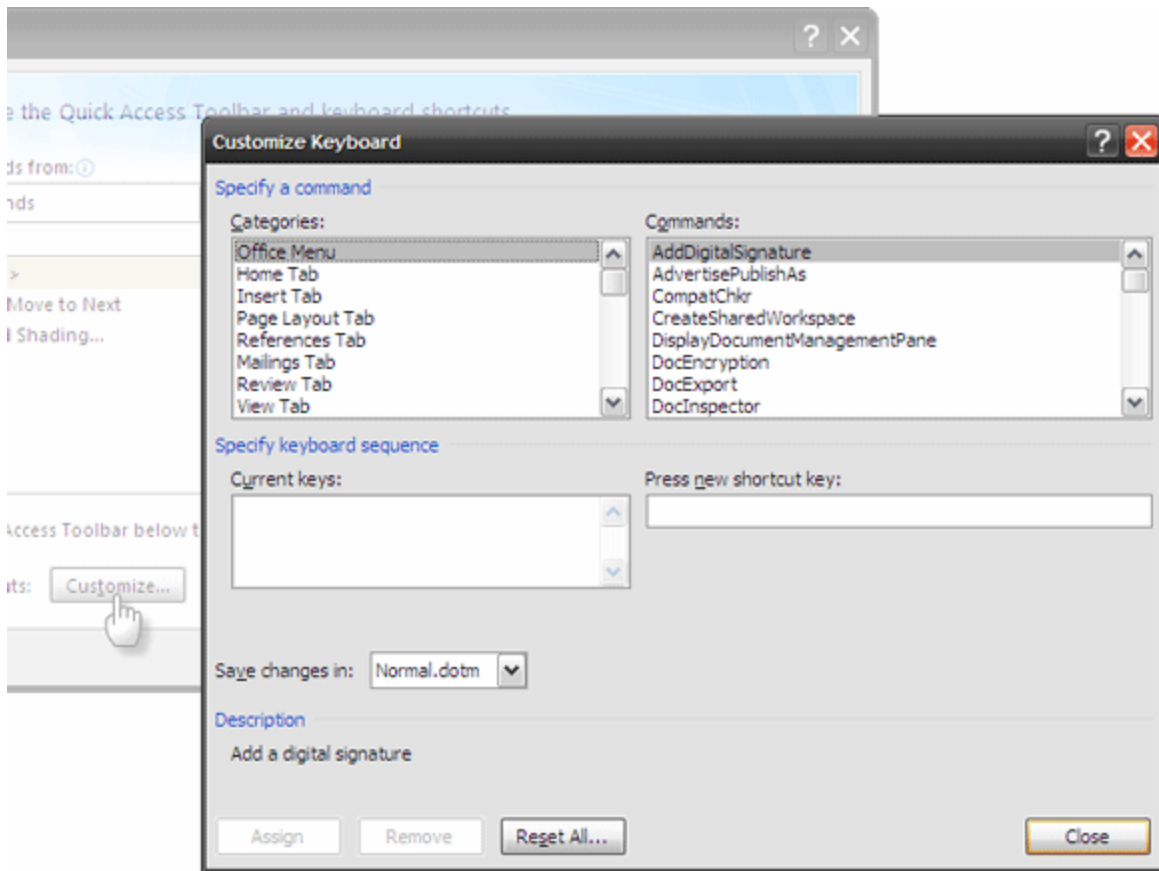 e the Quick Access Toolbar and keyboard shortcuts
ds from:
nds
>
Move to Next
d Shading...
Access Toolbar below t
uts: Customize...
Customize Keyboard
Specify a command
Categories:
Office Menu
Home Tab
Insert Tab
Page Layout Tab
References Tab
Mailings Tab
Review Tab
View Tab
Commands:
AddDigitalSignature
AdvertisePublishAs
CompatChkr
CreateSharedWorkspace
DisplayDocumentManagementPane
DocEncryption
DocExport
DocInspector
Specify keyboard sequence
Current keys:
Press new shortcut key:
Save changes in: Normal.dotm
Description
Add a digital signature
Assign Remove Reset All... Close